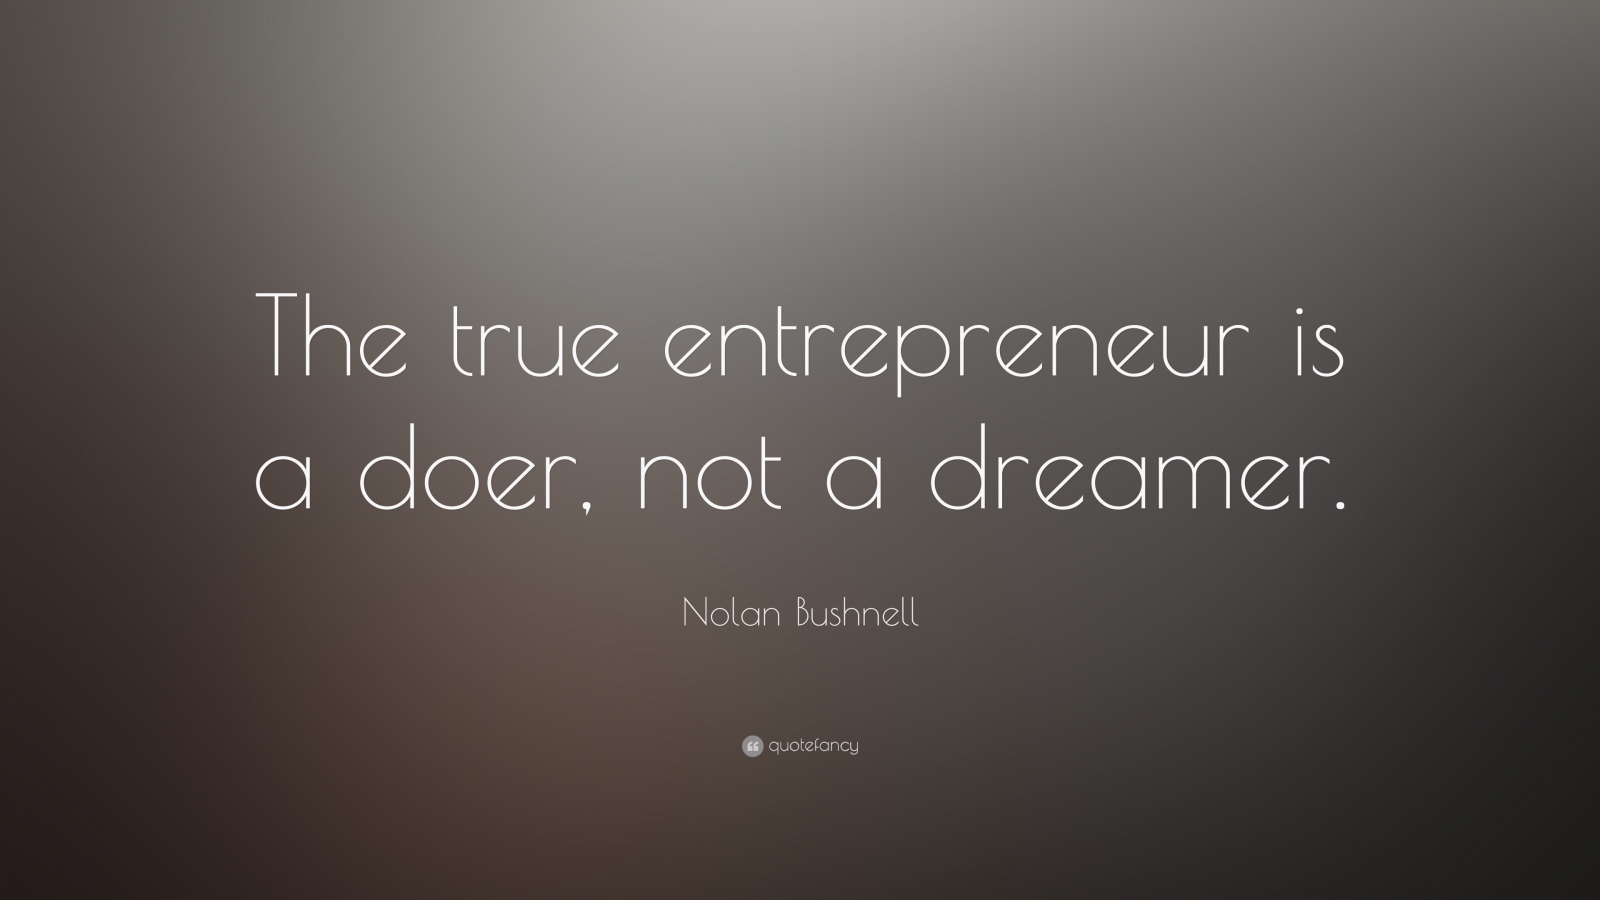 The true entrepreneur is
a doer, not a dreamer.
Nolan Bushnell
quotefancy